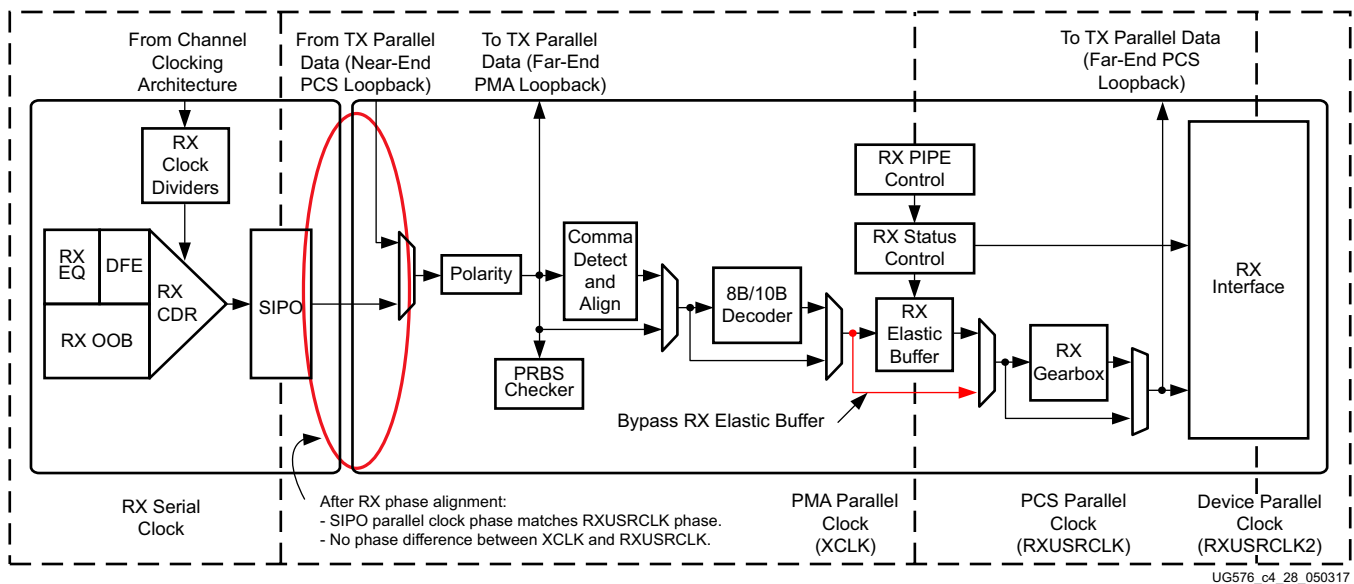 From Channel
Clocking
Architecture
From TX Parallel
Data (Near-End
PCS Loopback)
To TX Parallel
Data (Far-End
PMA Loopback)
To TX Parallel Data
(Far-End PCS
Loopback)
RX
Clock
Dividers
RX
EQ
DFE
RX
CDR
RX OOB
SIPO
Polarity
Comma
Detect
and
Align
PRBS
Checker
8B/10B
Decoder
RX PIPE
Control
RX Status
Control
RX
Elastic
Buffer
Bypass RX Elastic Buffer
RX
Gearbox
RX
Interface
RX Serial
Clock
After RX phase alignment:
- SIPO parallel clock phase matches RXUSRCLK phase.
- No phase difference between XCLK and RXUSRCLK.
PMA Parallel
Clock
(XCLK)
PCS Parallel
Clock
(RXUSRCLK)
Device Parallel
Clock
(RXUSRCLK2)
UG576_c4_28_050317